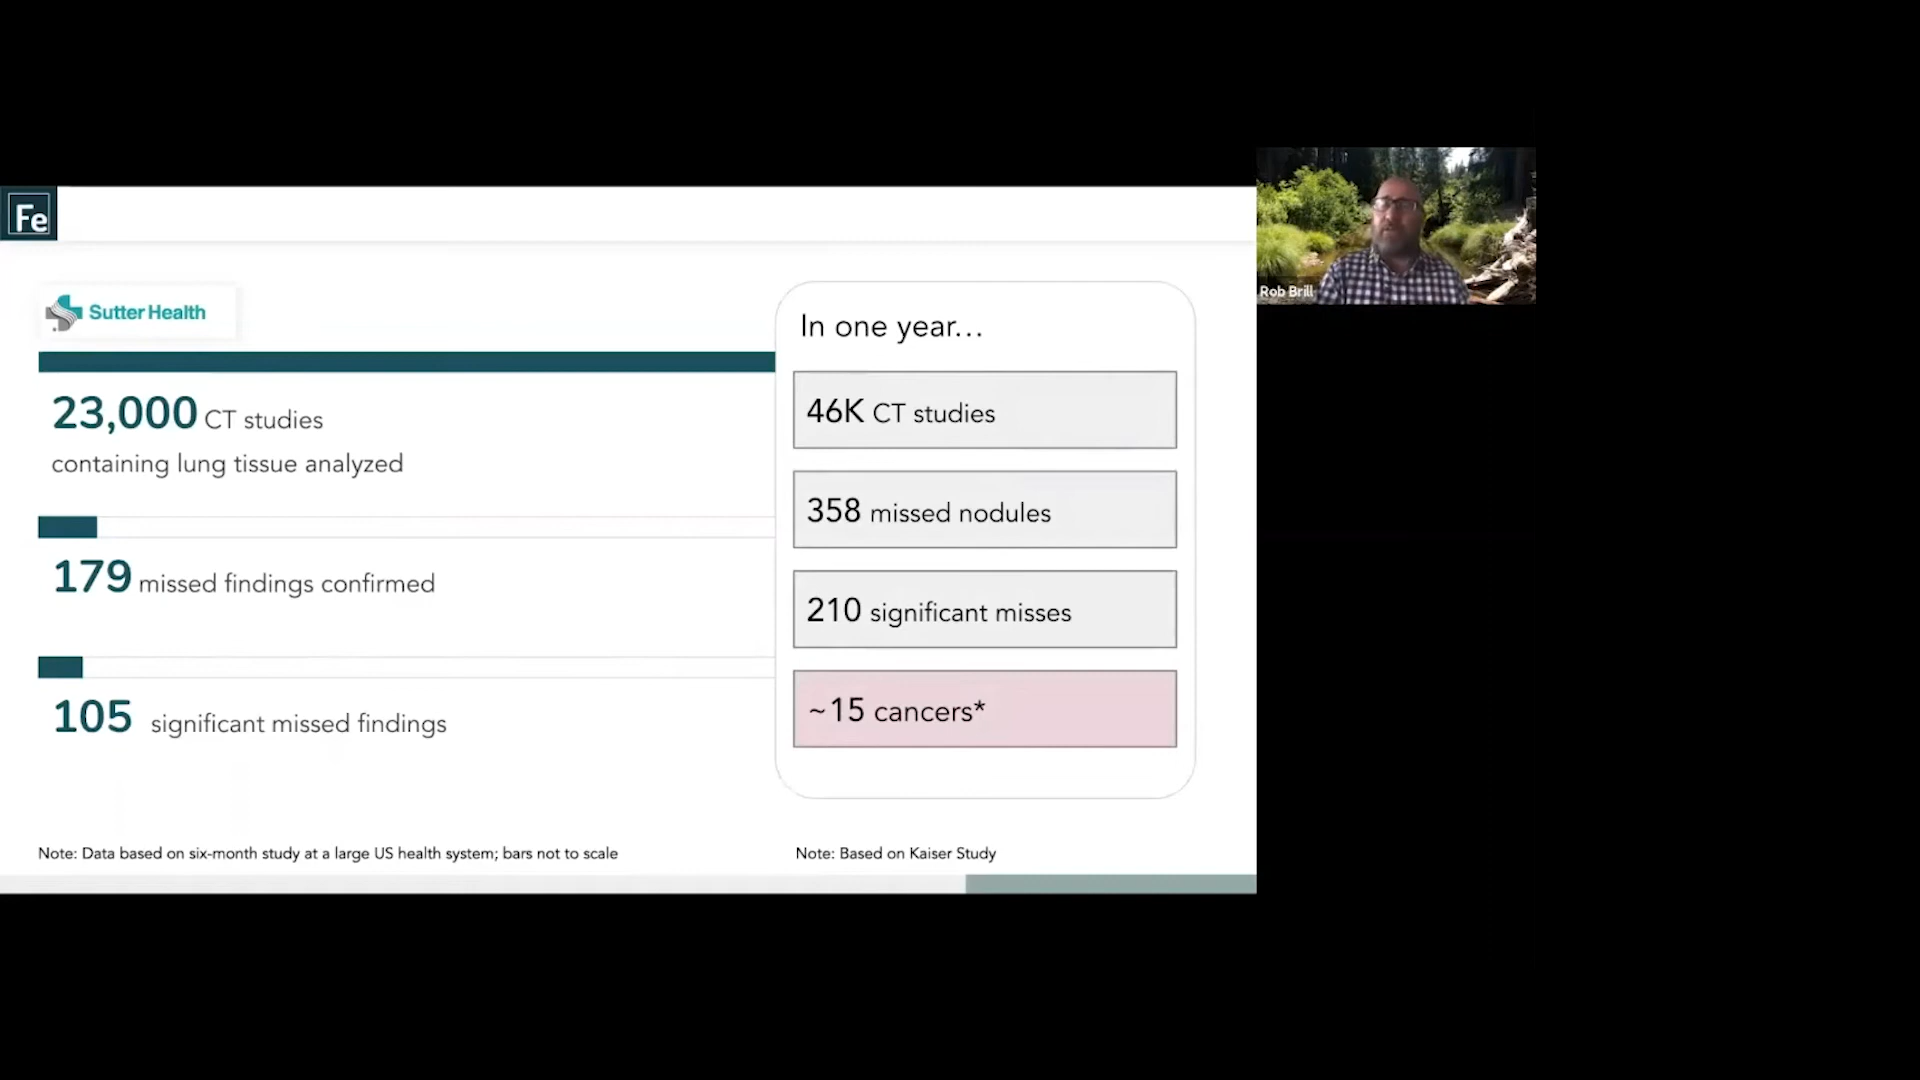 Fe
Sutter Health
23,000 CT studies
containing lung tissue analyzed
179 missed findings confirmed
105 significant missed findings
Note: Data based on six-month study at a large US health system; bars not to scale
In one year…
46K CT studies
358 missed nodules
210 significant misses
~15 cancers*
Note: Based on Kaiser Study
Rob Brill